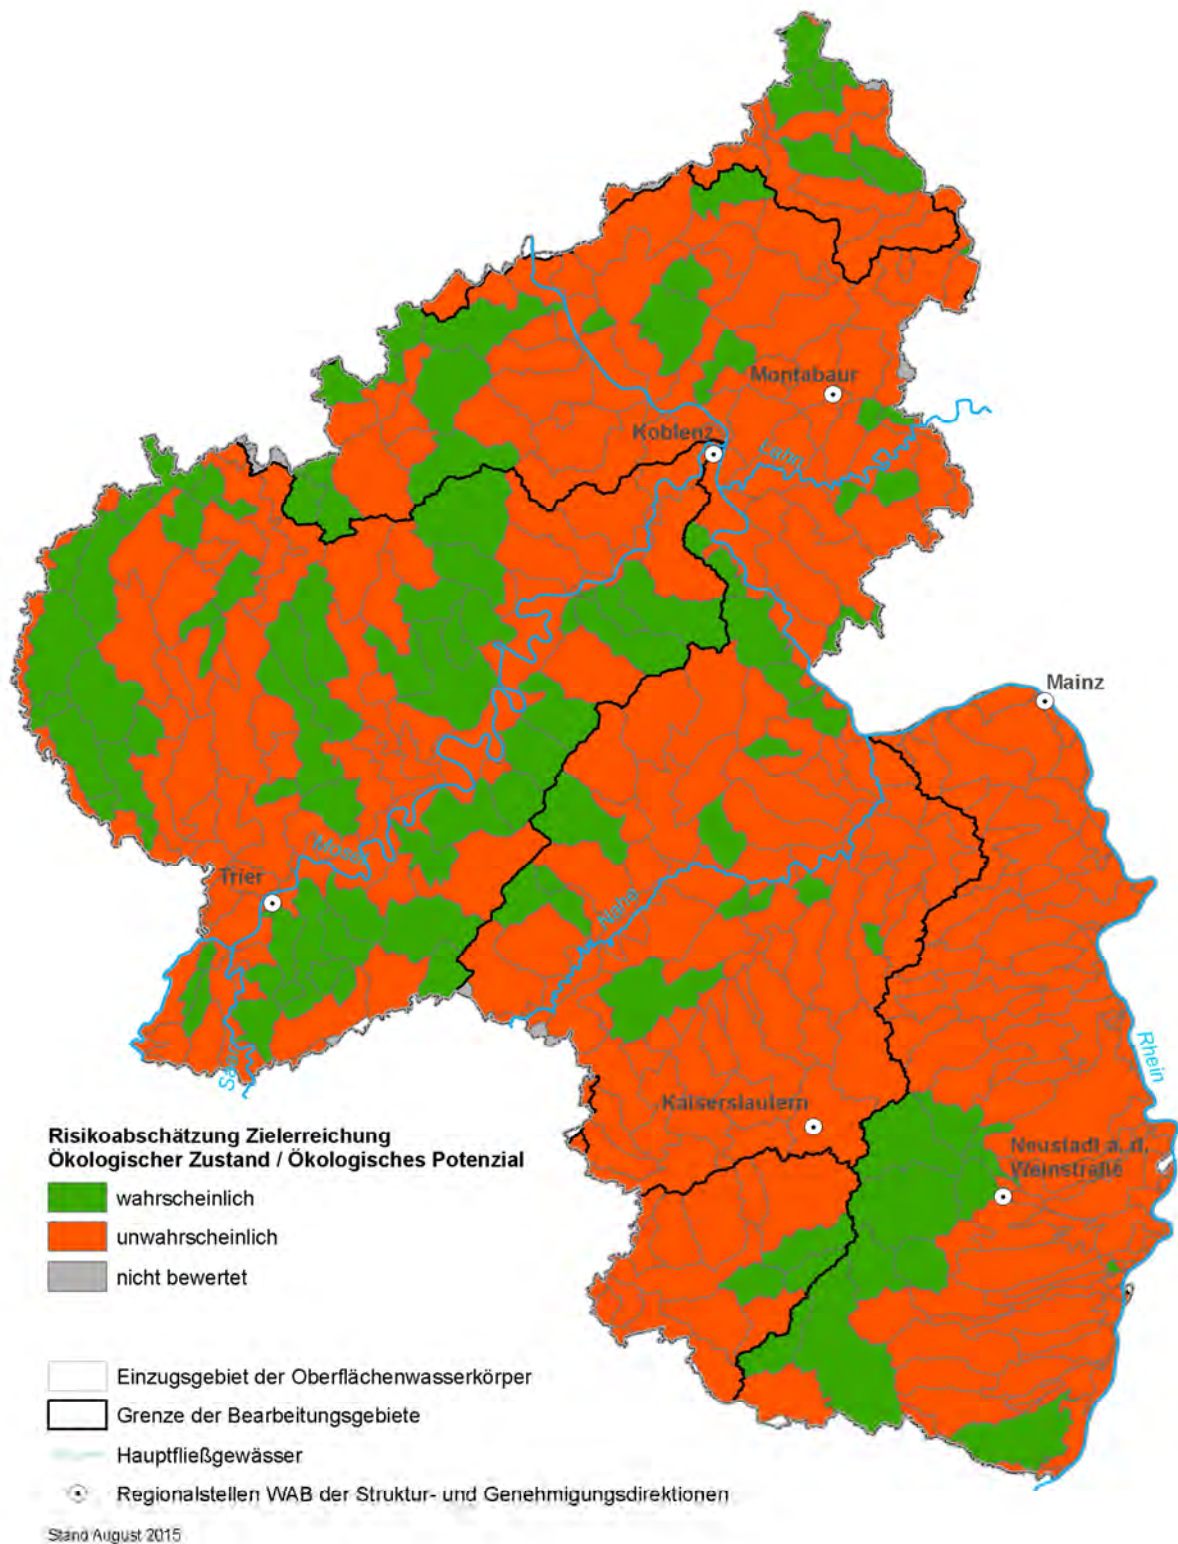 Montabaur
Koblenz
Lahn
Mainz
Mosel
Trier
Nahe
Saar
Rhein
Kaiserslautern
Neustadt a. d.
Weinstraße
Risikoabschätzung Zielerreichung
Ökologischer Zustand / Ökologisches Potenzial
wahrscheinlich
unwahrscheinlich
nicht bewertet
Einzugsgebiet der Oberflächenwasserkörper
Grenze der Bearbeitungsgebiete
Hauptfließgewässer
Regionalstellen WAB der Struktur- und Genehmigungsdirektionen
Stand August 2015